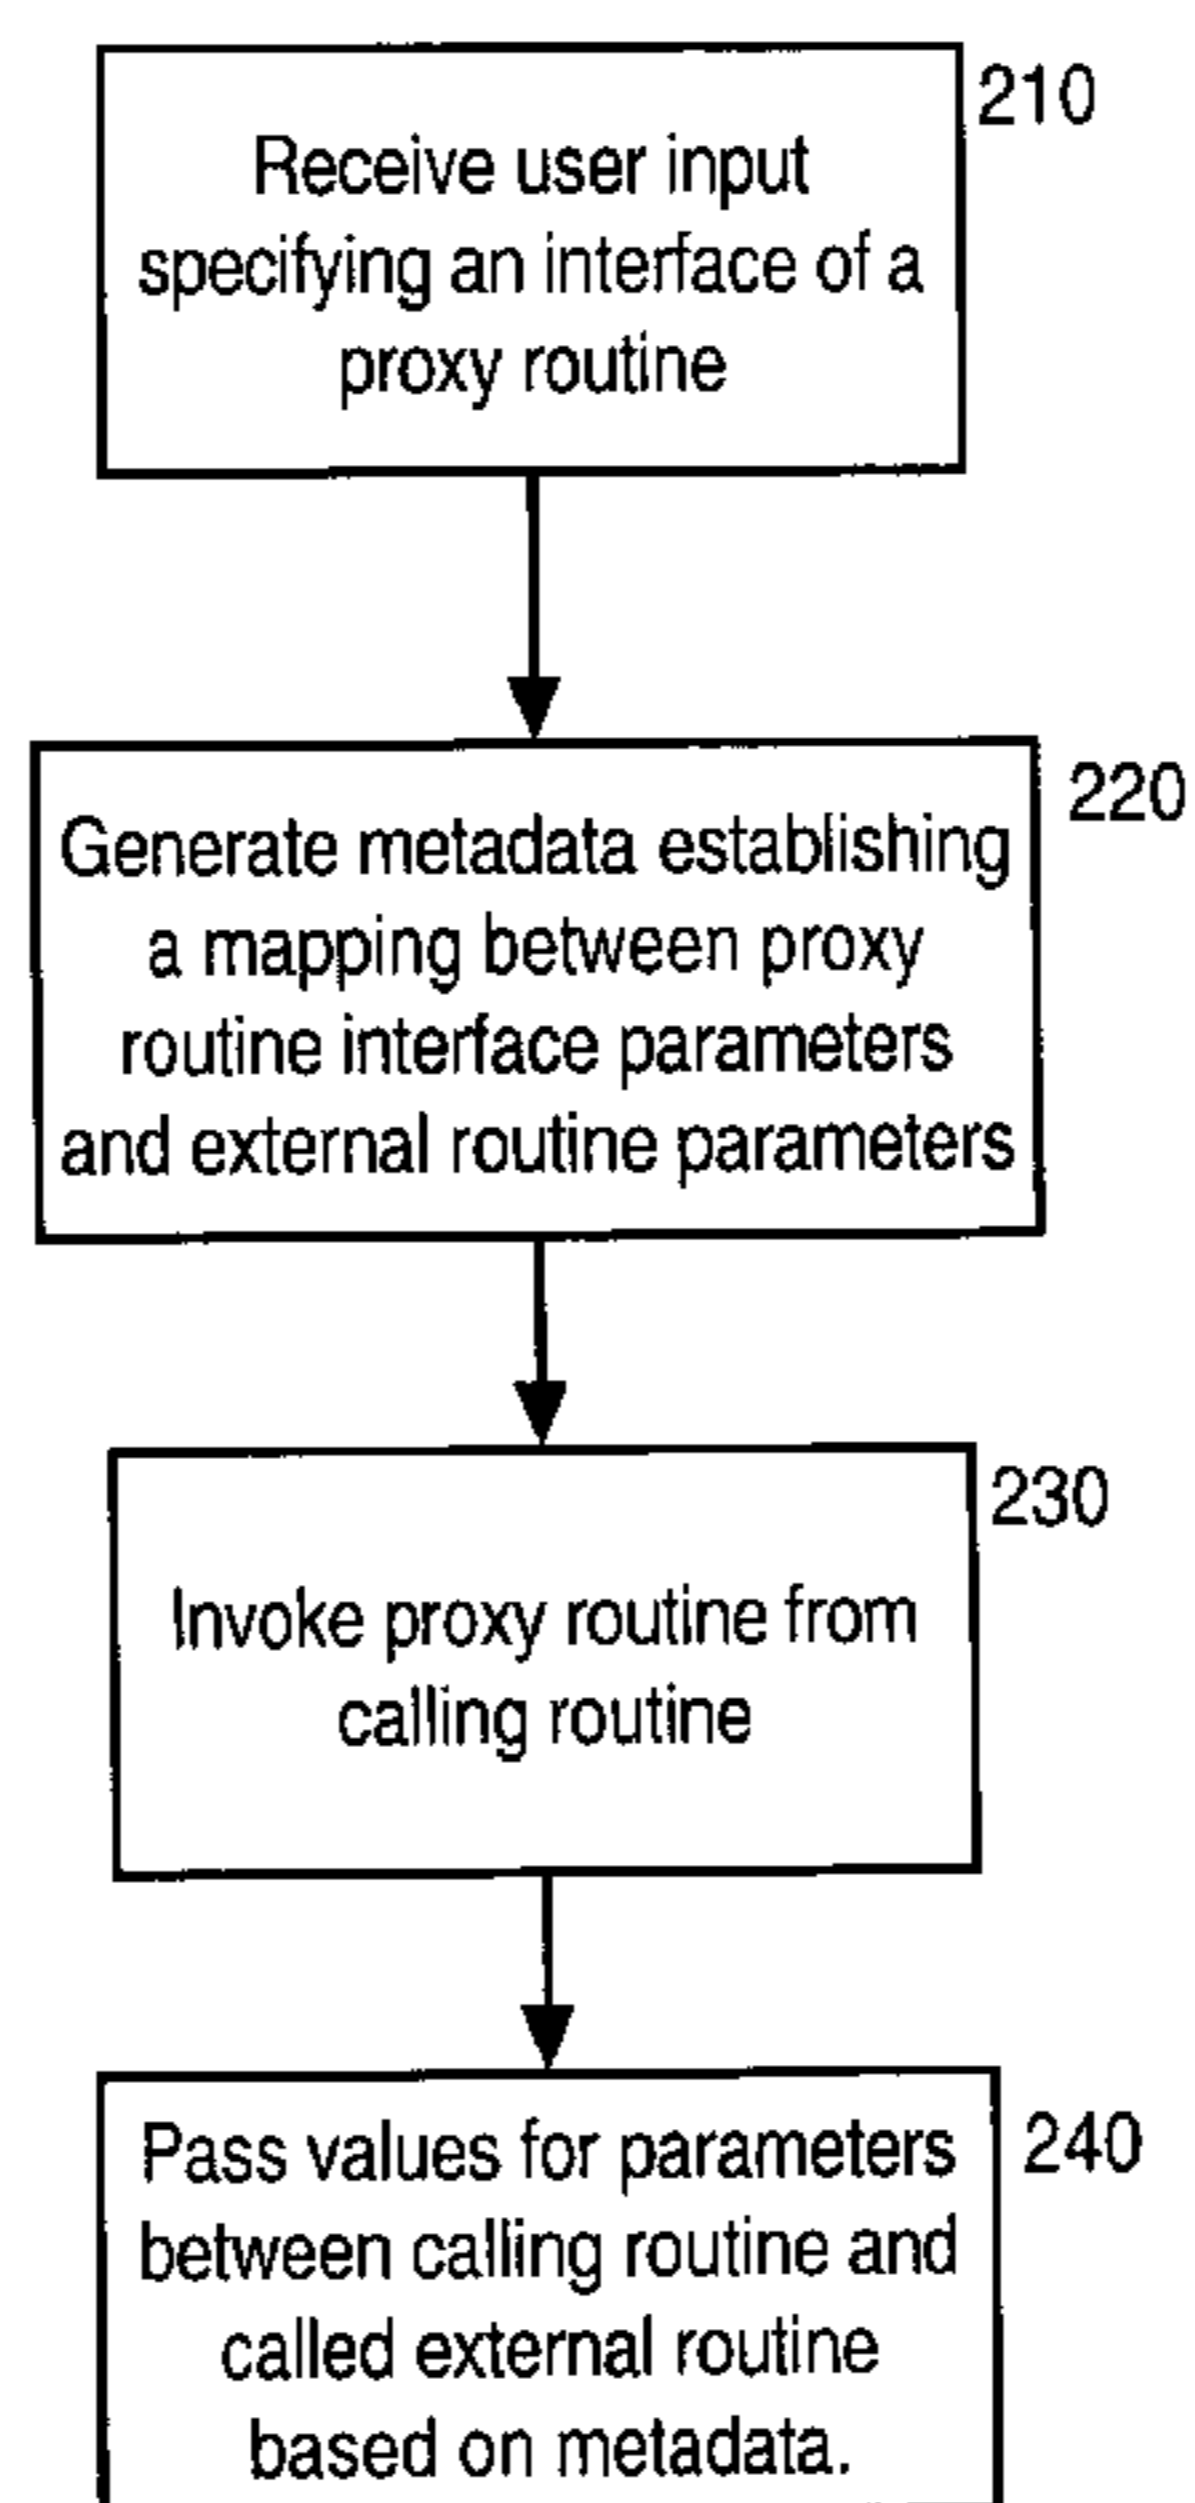 210
Receive user input
specifying an interface of a
proxy routine
220
Generate metadata establishing
a mapping between proxy
routine interface parameters
and external routine parameters
230
Invoke proxy routine from
calling routine
240
Pass values for parameters
between calling routine and
called external routine
based on metadata.